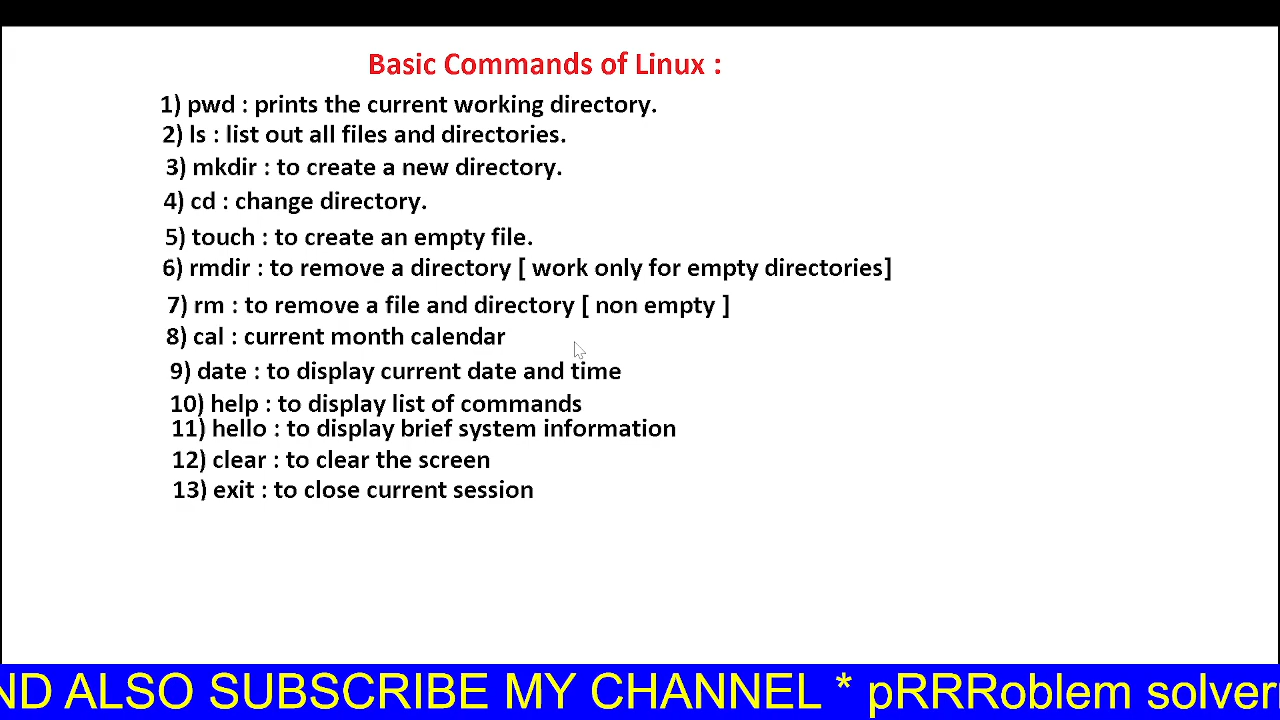 Basic Commands of Linux :
1) pwd : prints the current working directory.
2) ls : list out all files and directories.
3) mkdir : to create a new directory.
4) cd : change directory.
5) touch : to create an empty file.
6) rmdir : to remove a directory [ work only for empty directories]
7) rm : to remove a file and directory [ non empty ]
8) cal : current month calendar
9) date : to display current date and time
10) help : to display list of commands
11) hello : to display brief system information
12) clear : to clear the screen
13) exit : to close current session
ND ALSO SUBSCRIBE MY CHANNEL * pRRRoblem solver